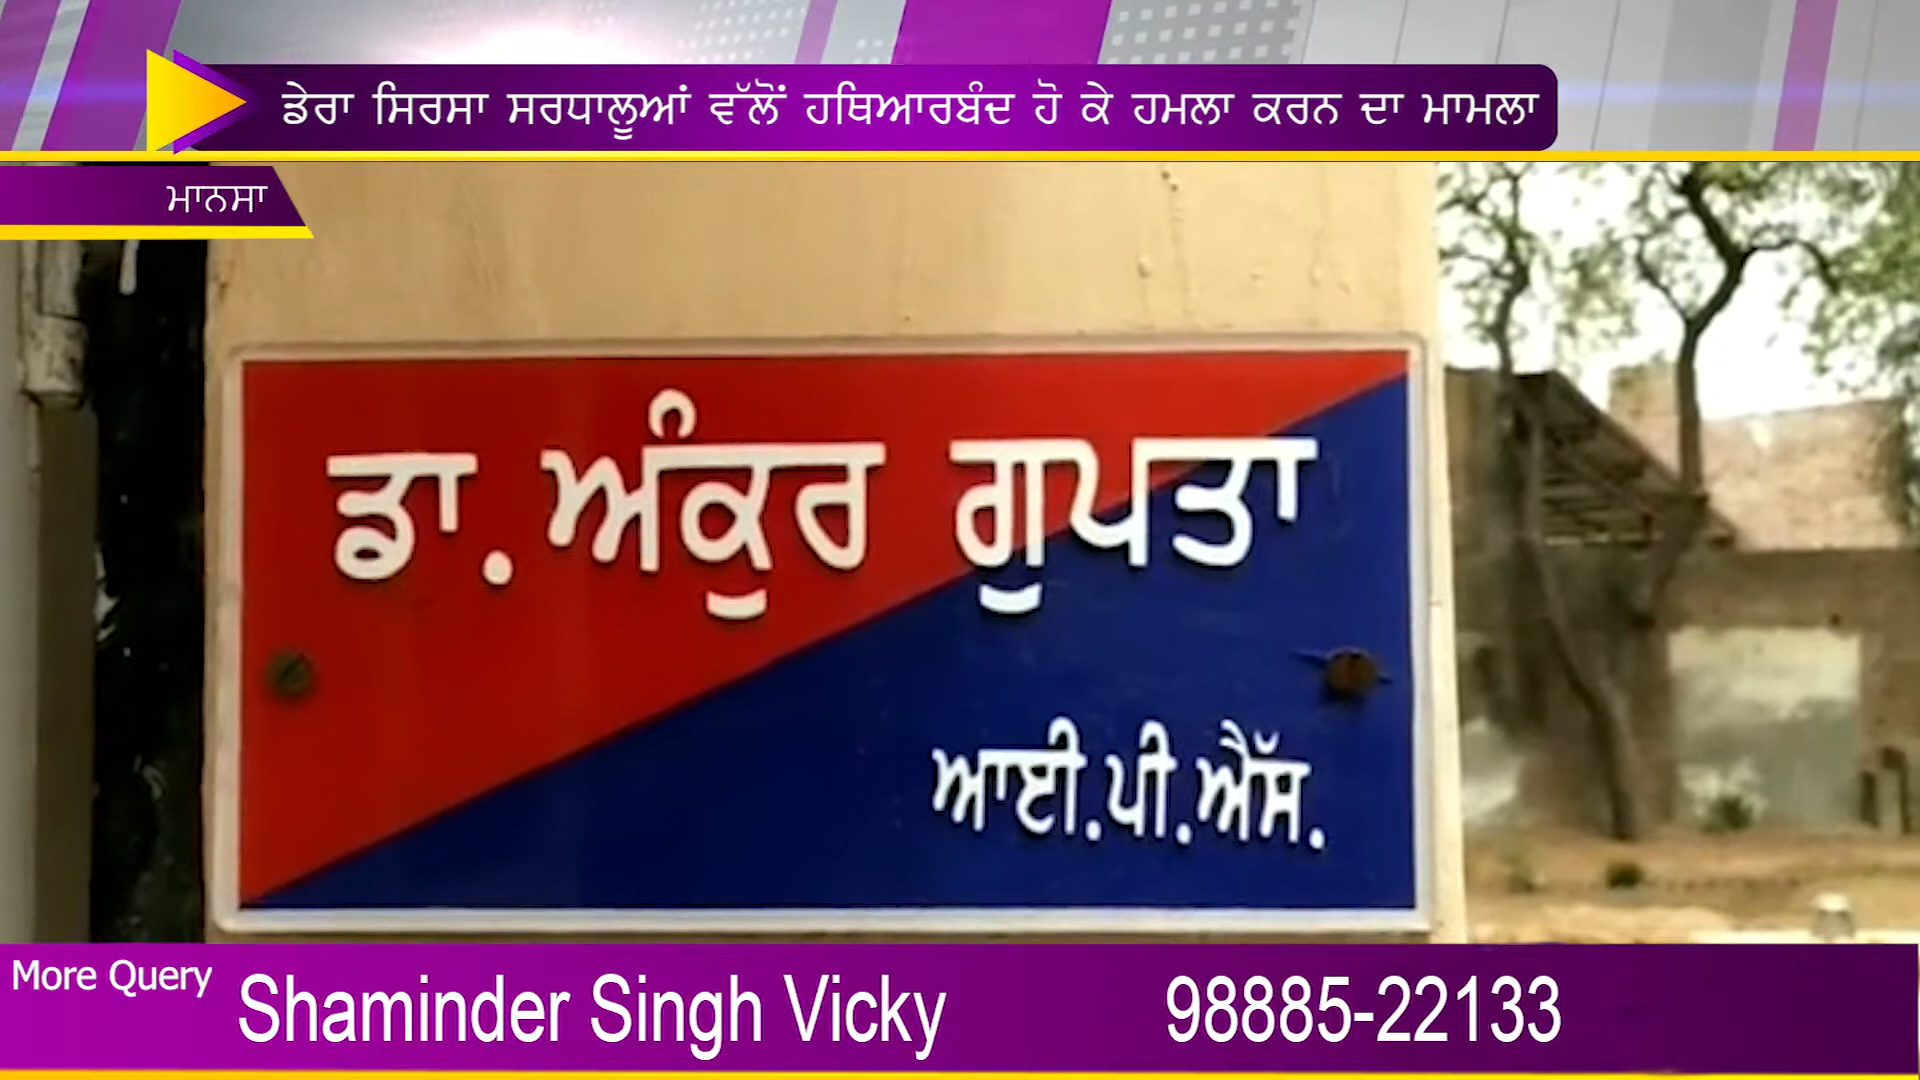 ਡੇਰਾ ਸਿਰਸਾ ਸਰਧਾਲੂਆਂ ਵੱਲੋਂ ਹਥਿਆਰਬੰਦ ਹੋ ਕੇ ਹਮਲਾ ਕਰਨ ਦਾ ਮਾਮਲਾ
ਮਾਨਸਾ
ਡਾ. ਅੰਕੁਰ ਗੁਪਤਾ
ਆਈ.ਪੀ.ਐੱਸ.
More Query
Shaminder Singh Vicky 98885-22133